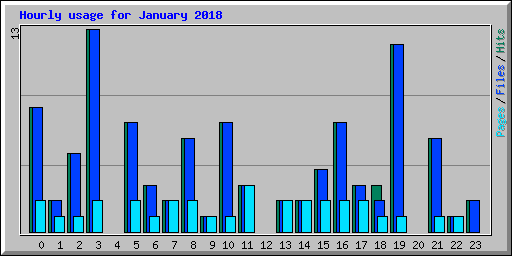 Hourly usage for January 2018
13
Pages/Files/Hits
0 1 2 3 4 5 6 7 8 9 10 11 12 13 14 15 16 17 18 19 20 21 22 23